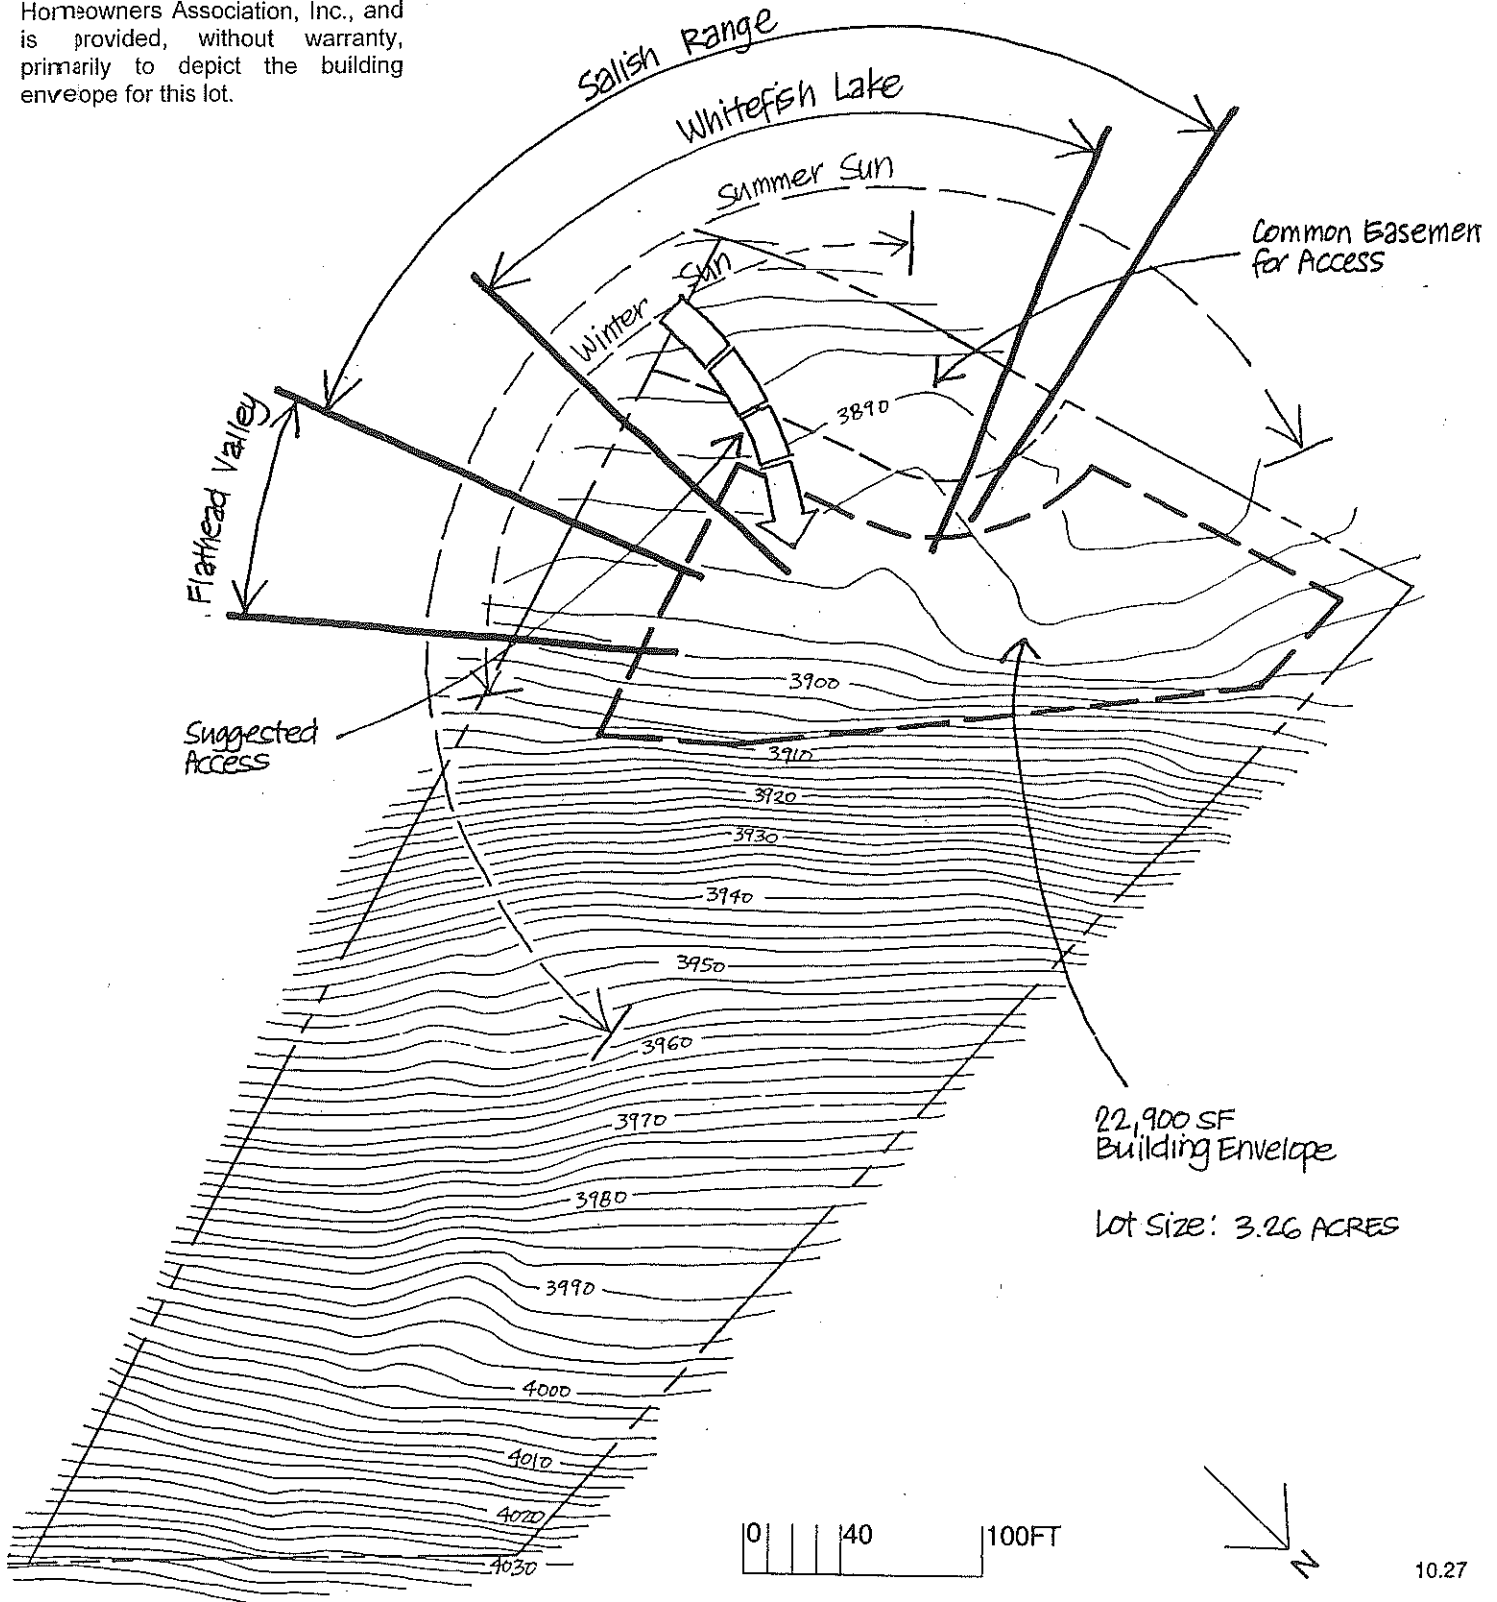 Homeowners Association, Inc., and
is provided, without warranty,
primarily to depict the building
envelope for this lot.
Salish Range
Whitefish Lake
Summer Sun
Winter Sun
Common Easemen
for Access
Flathead Valley
3890
3900
Suggested
Access
3910
3920
3930
3940
3950
3960
3970
3980
3990
4000
4010
4020
4030
22,900 SF
Building Envelope
Lot Size: 3.26 ACRES
0 40 100FT
N
10.27